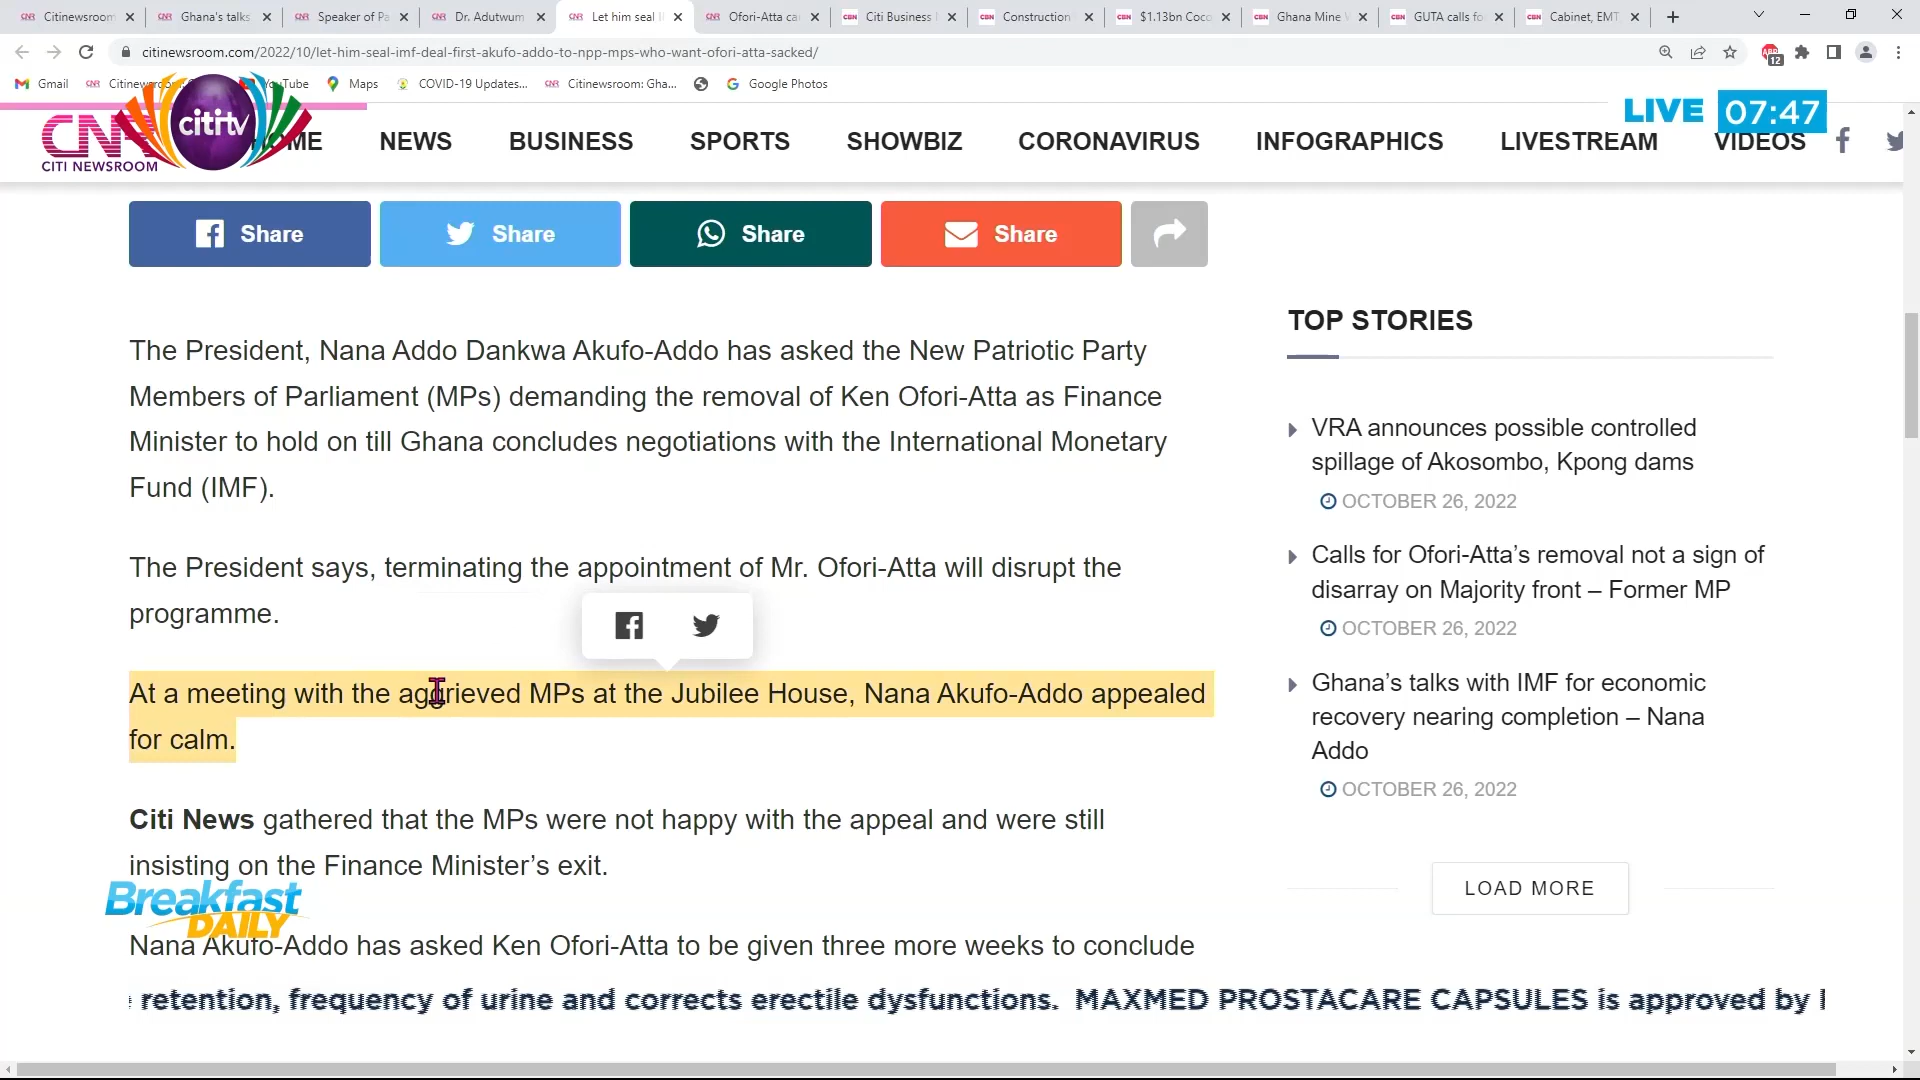 Citinewsroom
Ghana's talks
Speaker of Pa
Dr. Adutwum
Let him seal I
Ofori-Atta ca
Citi Business
Construction
$1.13bn Coco
Ghana Mine W
GUTA calls fo
Cabinet, EMT
citinewsroom.com/2022/10/let-him-seal-imf-deal-first-akufo-addo-to-npp-mps-who-want-ofori-atta-sacked/
12
Gmail
YouTube
Maps
COVID-19 Updates...
Citinewsroom: Gha...
Google Photos
CITI NEWSROOM
cititv
NEWS
BUSINESS
SPORTS
SHOWBIZ
CORONAVIRUS
INFOGRAPHICS
LIVESTREAM
VIDEOS
LIVE 07:47
Share
Share
Share
Share
The President, Nana Addo Dankwa Akufo-Addo has asked the New Patriotic Party
Members of Parliament (MPs) demanding the removal of Ken Ofori-Atta as Finance
Minister to hold on till Ghana concludes negotiations with the International Monetary
Fund (IMF).
The President says, terminating the appointment of Mr. Ofori-Atta will disrupt the
programme.
At a meeting with the aggrieved MPs at the Jubilee House, Nana Akufo-Addo appealed
for calm.
Citi News gathered that the MPs were not happy with the appeal and were still
insisting on the Finance Minister's exit.
Breakfast
DAILY
Nana Akufo-Addo has asked Ken Ofori-Atta to be given three more weeks to conclude
TOP STORIES
VRA announces possible controlled
spillage of Akosombo, Kpong dams
OCTOBER 26, 2022
Calls for Ofori-Atta's removal not a sign of
disarray on Majority front – Former MP
OCTOBER 26, 2022
Ghana's talks with IMF for economic
recovery nearing completion – Nana
Addo
OCTOBER 26, 2022
LOAD MORE
retention, frequency of urine and corrects erectile dysfunctions. MAXMED PROSTACARE CAPSULES is approved by